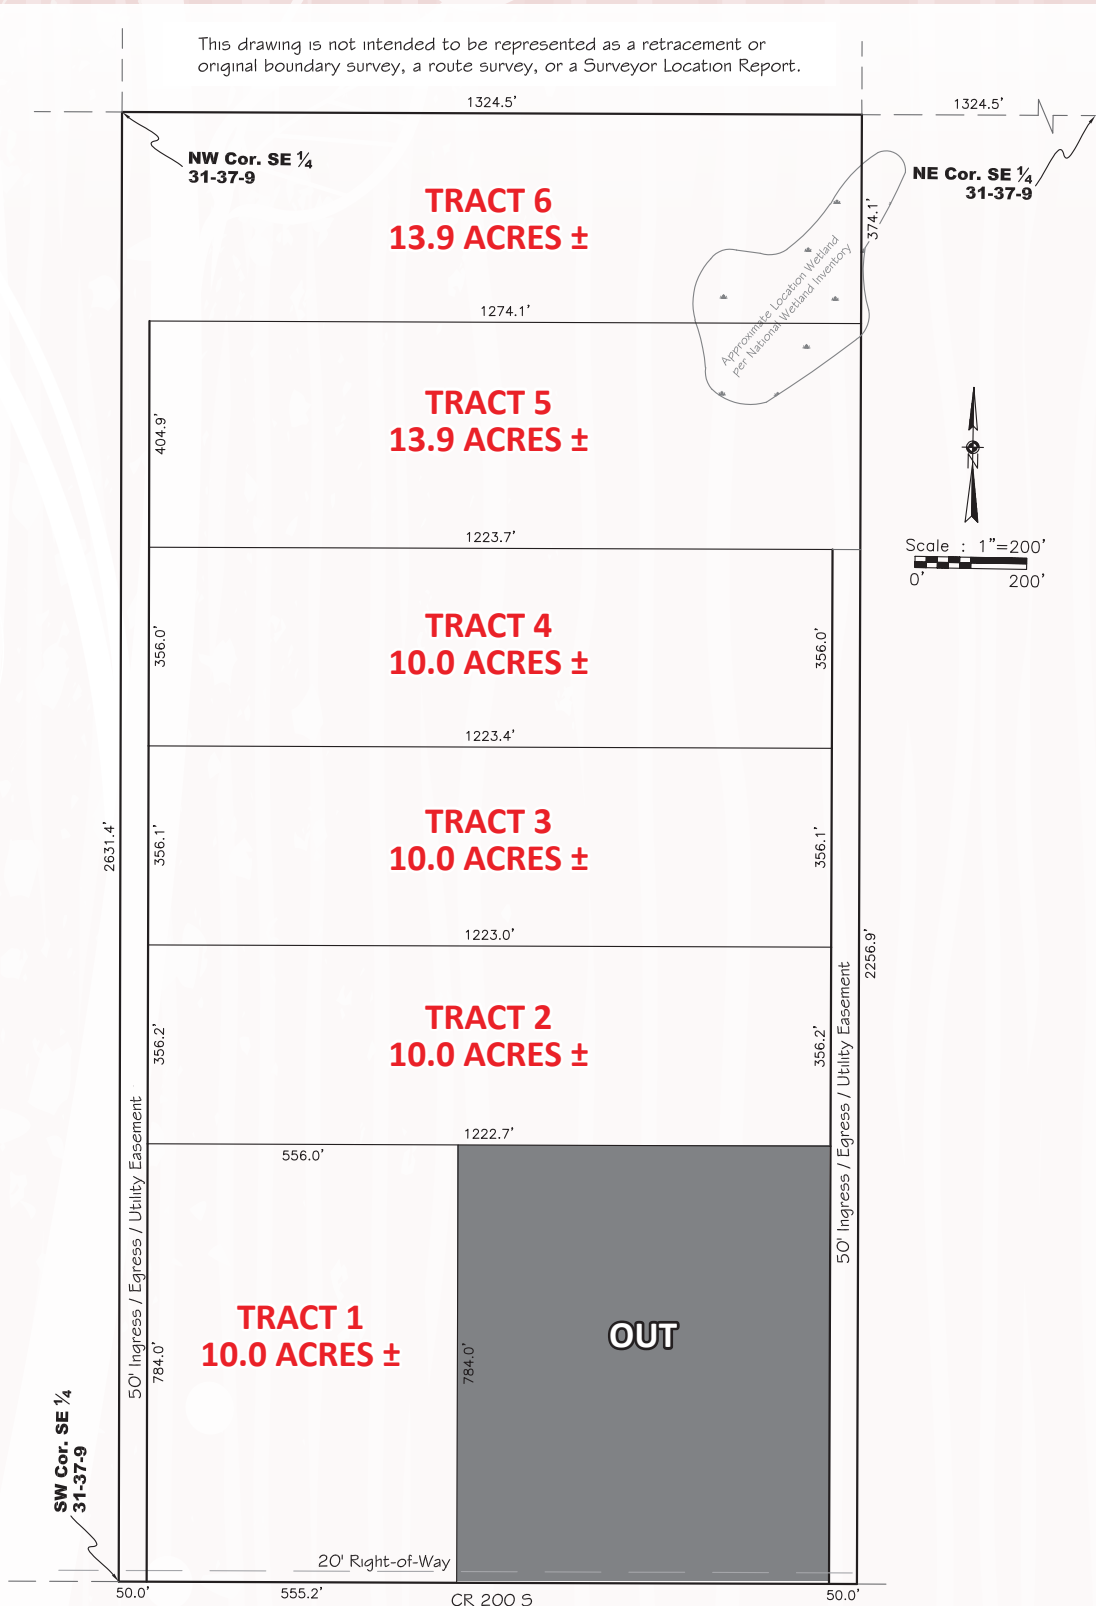 This drawing is not intended to be represented as a retracement or
original boundary survey, a route survey, or a Surveyor Location Report.
1324.5'
1324.5'
NW Cor. SE ¼
31-37-9
NE Cor. SE ¼
31-37-9
TRACT 6
13.9 ACRES ±
374.1'
Approximate Location Wetland
per National Wetland Inventory
1274.1'
TRACT 5
13.9 ACRES ±
404.9'
N
Scale : 1"=200'
0' 200'
1223.7'
TRACT 4
10.0 ACRES ±
356.0'
356.0'
1223.4'
TRACT 3
10.0 ACRES ±
2631.4'
356.1'
356.1'
1223.0'
2256.9'
TRACT 2
10.0 ACRES ±
356.2'
356.2'
50' Ingress / Egress / Utility Easement
1222.7'
556.0'
50' Ingress / Egress / Utility Easement
TRACT 1
10.0 ACRES ±
784.0'
784.0'
OUT
SW Cor. SE ¼
31-37-9
20' Right-of-Way
50.0'
555.2'
CR 200 S
50.0'